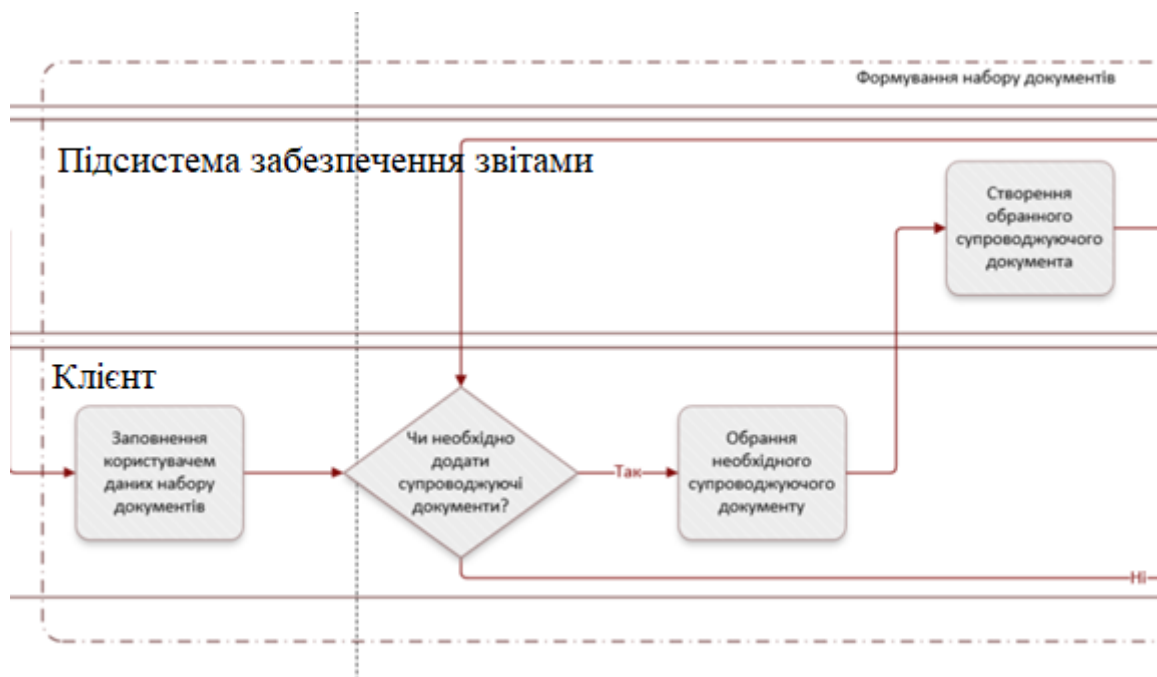 Формування набору документів
Підсистема забезпечення звітами
Створення
обранного
супроводжуючого
документа
Клієнт
Заповнення
користувачем
даних набору
документів
Чи необхідно
додати
супроводжуючі
документи?
Так
Обрання
необхідного
супроводжуючого
документу
Ні